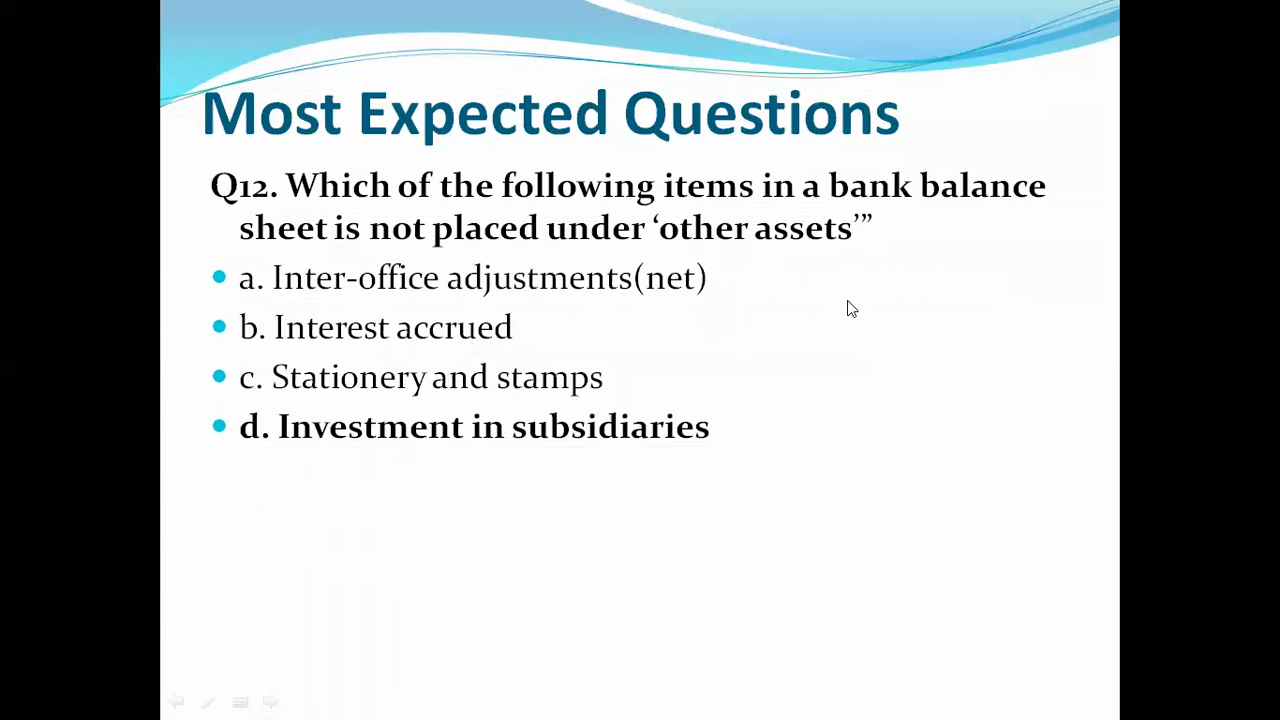 Most Expected Questions
Q12. Which of the following items in a bank balance
sheet is not placed under ‘other assets’”
a. Inter-office adjustments(net)
b. Interest accrued
c. Stationery and stamps
d. Investment in subsidiaries